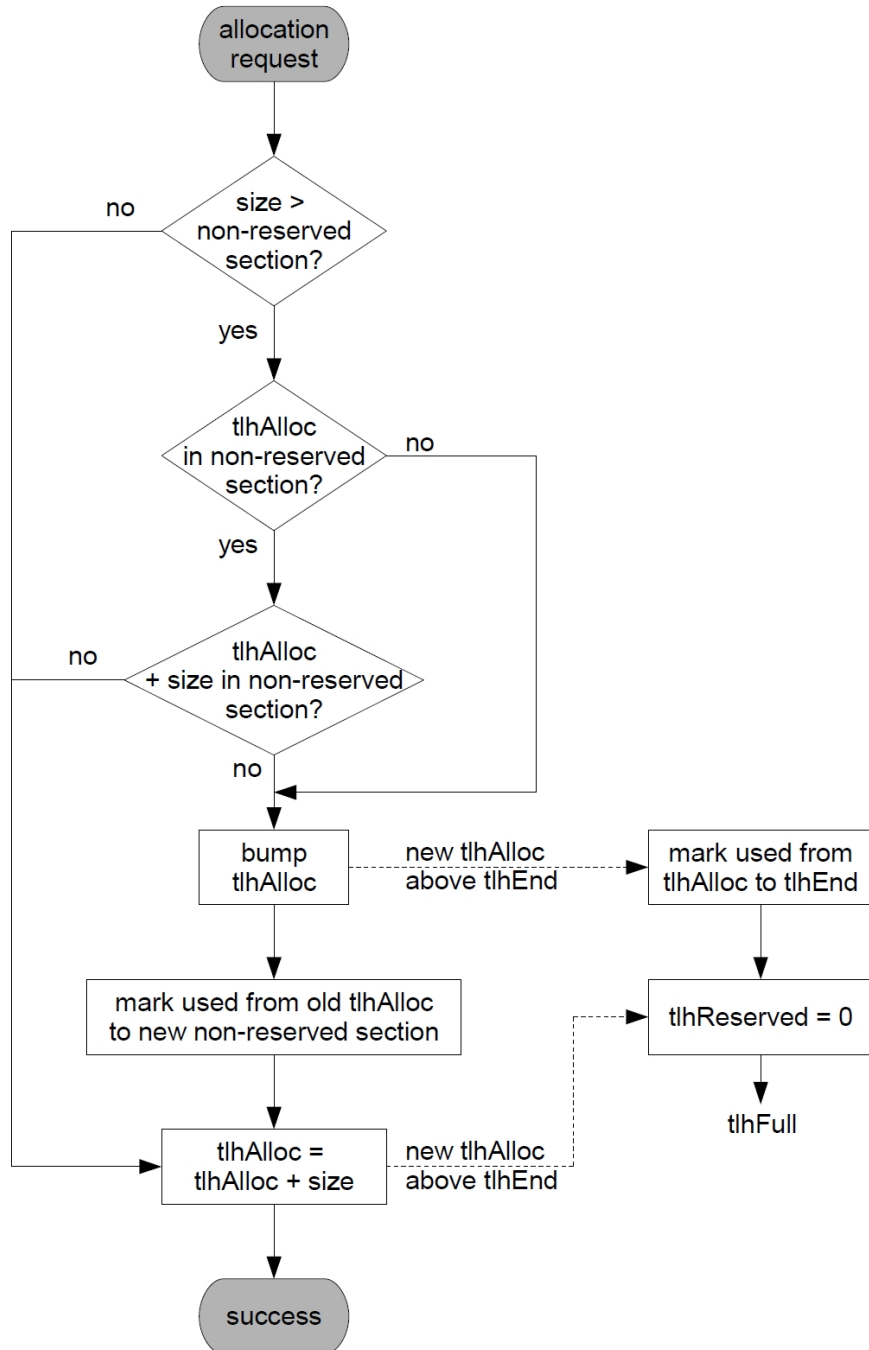 allocation
request
no
size >
non-reserved
section?
yes
tlhAlloc
in non-reserved
section?
no
yes
no
tlhAlloc
+ size in non-reserved
section?
no
bump
tlhAlloc
new tlhAlloc
above tlhEnd
mark used from
tlhAlloc to tlhEnd
mark used from old tlhAlloc
to new non-reserved section
tlhReserved = 0
tlhFull
tlhAlloc =
tlhAlloc + size
new tlhAlloc
above tlhEnd
success